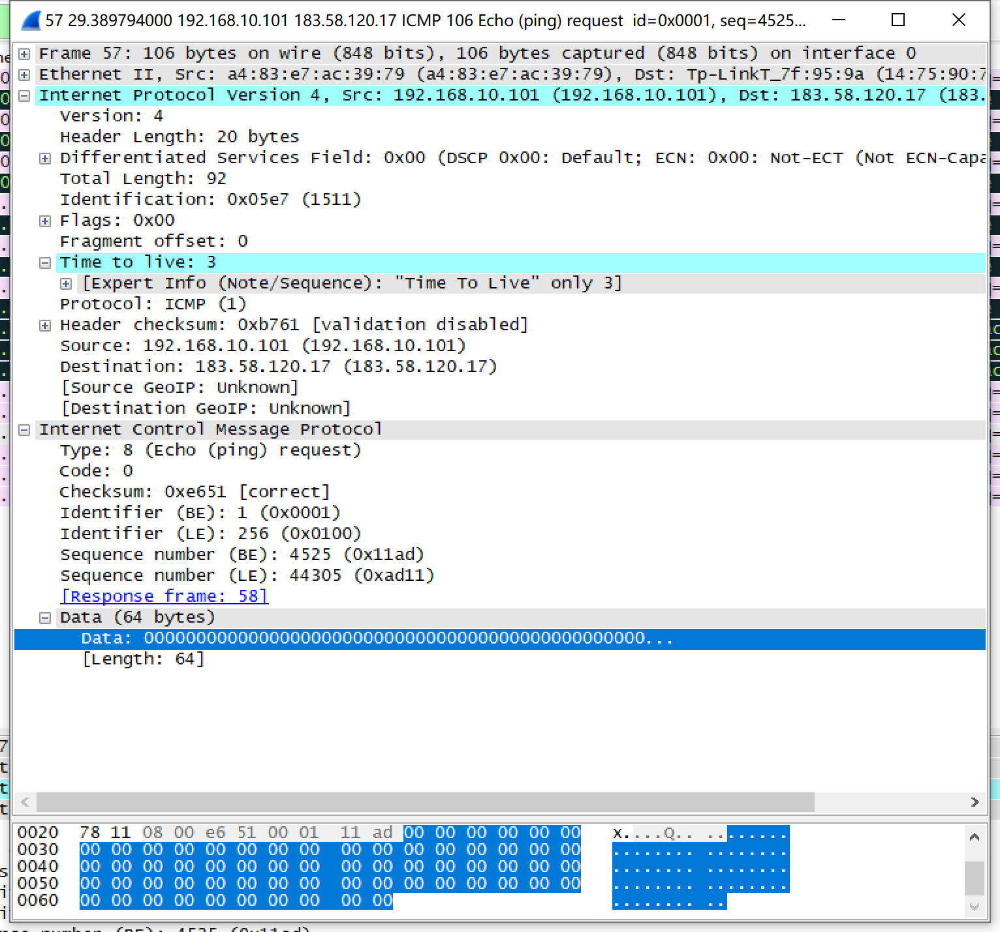 57 29.389794000 192.168.10.101 183.58.120.17 ICMP 106 Echo (ping) request id=0x0001, seq=4525...
Frame 57: 106 bytes on wire (848 bits), 106 bytes captured (848 bits) on interface 0
Ethernet II, Src: a4:83:e7:ac:39:79 (a4:83:e7:ac:39:79), Dst: Tp-LinkT_7f:95:9a (14:75:90:7
Internet Protocol Version 4, Src: 192.168.10.101 (192.168.10.101), Dst: 183.58.120.17 (183.
Version: 4
Header Length: 20 bytes
Differentiated Services Field: 0x00 (DSCP 0x00: Default; ECN: 0x00: Not-ECT (Not ECN-Capa
Total Length: 92
Identification: 0x05e7 (1511)
Flags: 0x00
Fragment offset: 0
Time to live: 3
[Expert Info (Note/Sequence): "Time To Live" only 3]
Protocol: ICMP (1)
Header checksum: 0xb761 [validation disabled]
Source: 192.168.10.101 (192.168.10.101)
Destination: 183.58.120.17 (183.58.120.17)
[Source GeoIP: Unknown]
[Destination GeoIP: Unknown]
Internet Control Message Protocol
Type: 8 (Echo (ping) request)
Code: 0
Checksum: 0xe651 [correct]
Identifier (BE): 1 (0x0001)
Identifier (LE): 256 (0x0100)
Sequence number (BE): 4525 (0x11ad)
Sequence number (LE): 44305 (0xad11)
[Response frame: 58]
Data (64 bytes)
Data: 000000000000000000000000000000000000000000000000...
[Length: 64]
0020 78 11 08 00 e6 51 00 01 11 ad 00 00 00 00 00 00 x....Q.. ........
0030 00 00 00 00 00 00 00 00 00 00 00 00 00 00 00 00 ........ ........
0040 00 00 00 00 00 00 00 00 00 00 00 00 00 00 00 00 ........ ........
0050 00 00 00 00 00 00 00 00 00 00 00 00 00 00 00 00 ........ ........
0060 00 00 00 00 00 00 00 00 00 00 ........ ..